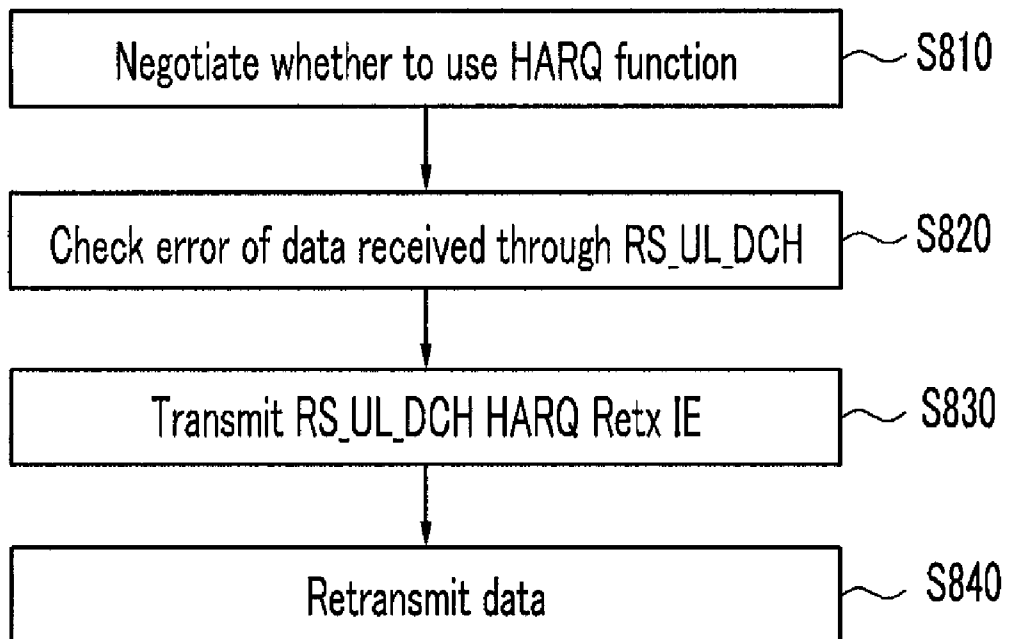 Negotiate whether to use HARQ function S810
Check error of data received through RS_UL_DCH S820
Transmit RS_UL_DCH HARQ Retx IE S830
Retransmit data S840